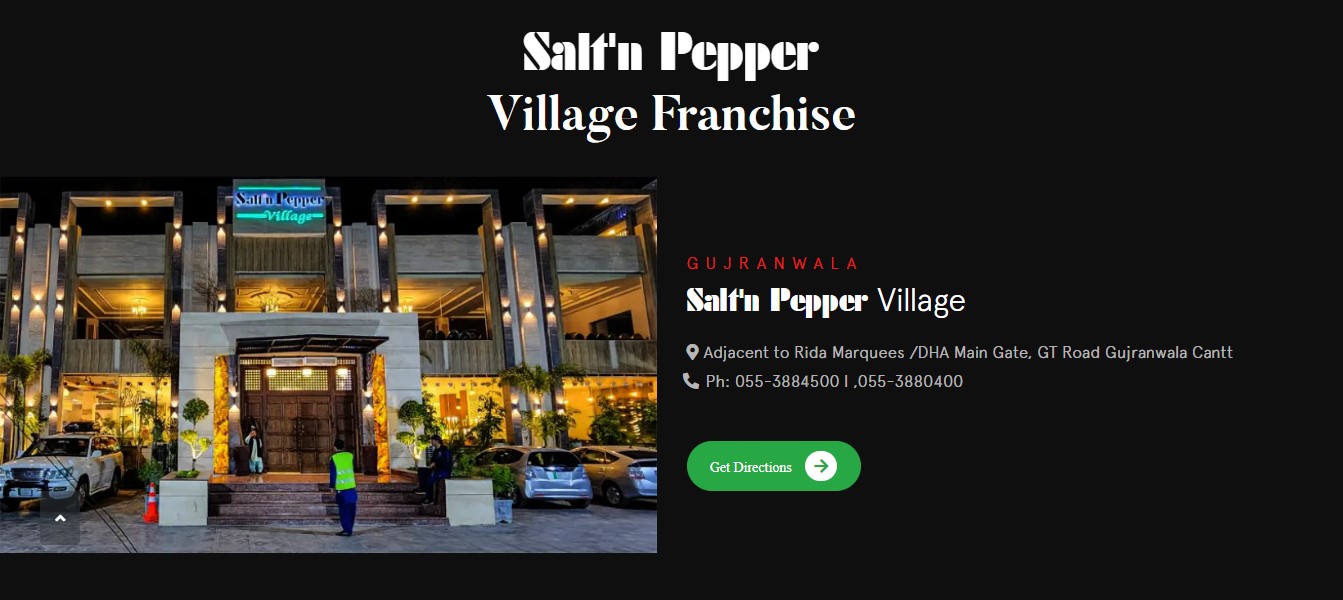 Salt'n Pepper
Village Franchise
Salt'n Pepper
Village
GUJRANWALA
Salt'n Pepper Village
Adjacent to Rida Marquees /DHA Main Gate, GT Road Gujranwala Cantt
Ph: 055-3884500 | ,055-3880400
Get Directions